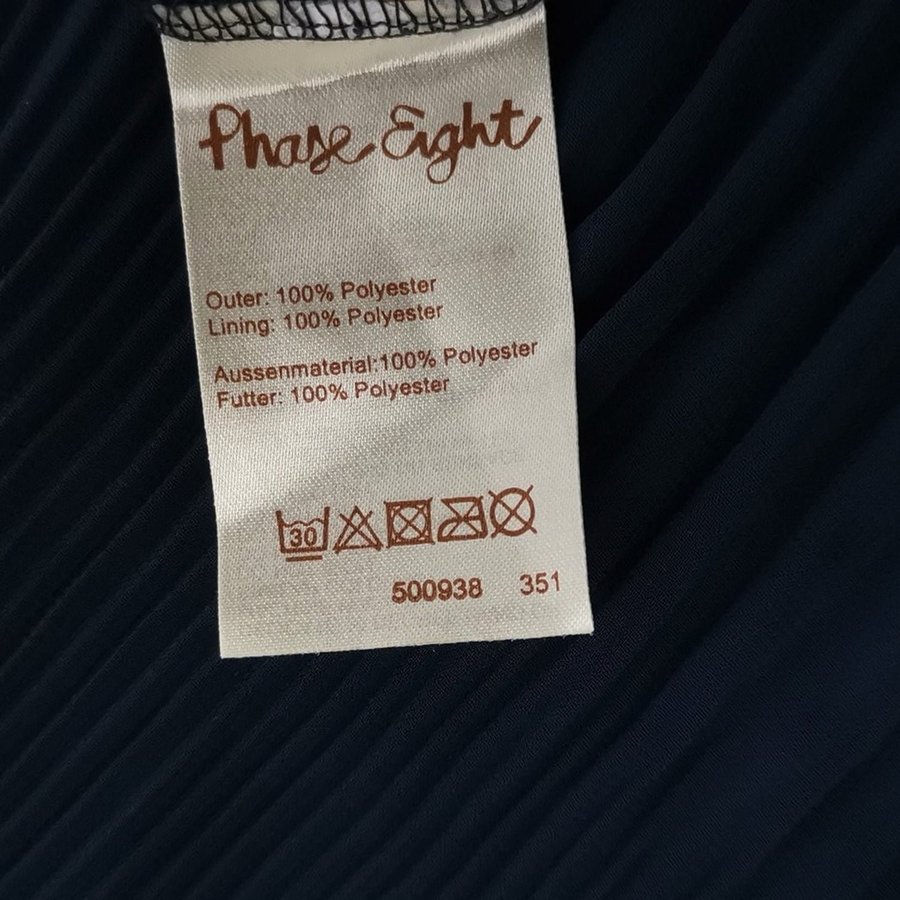 Phase Eight
Outer: 100% Polyester
Lining: 100% Polyester
Aussenmaterial:100% Polyester
Futter: 100% Polyester
30
500938 351